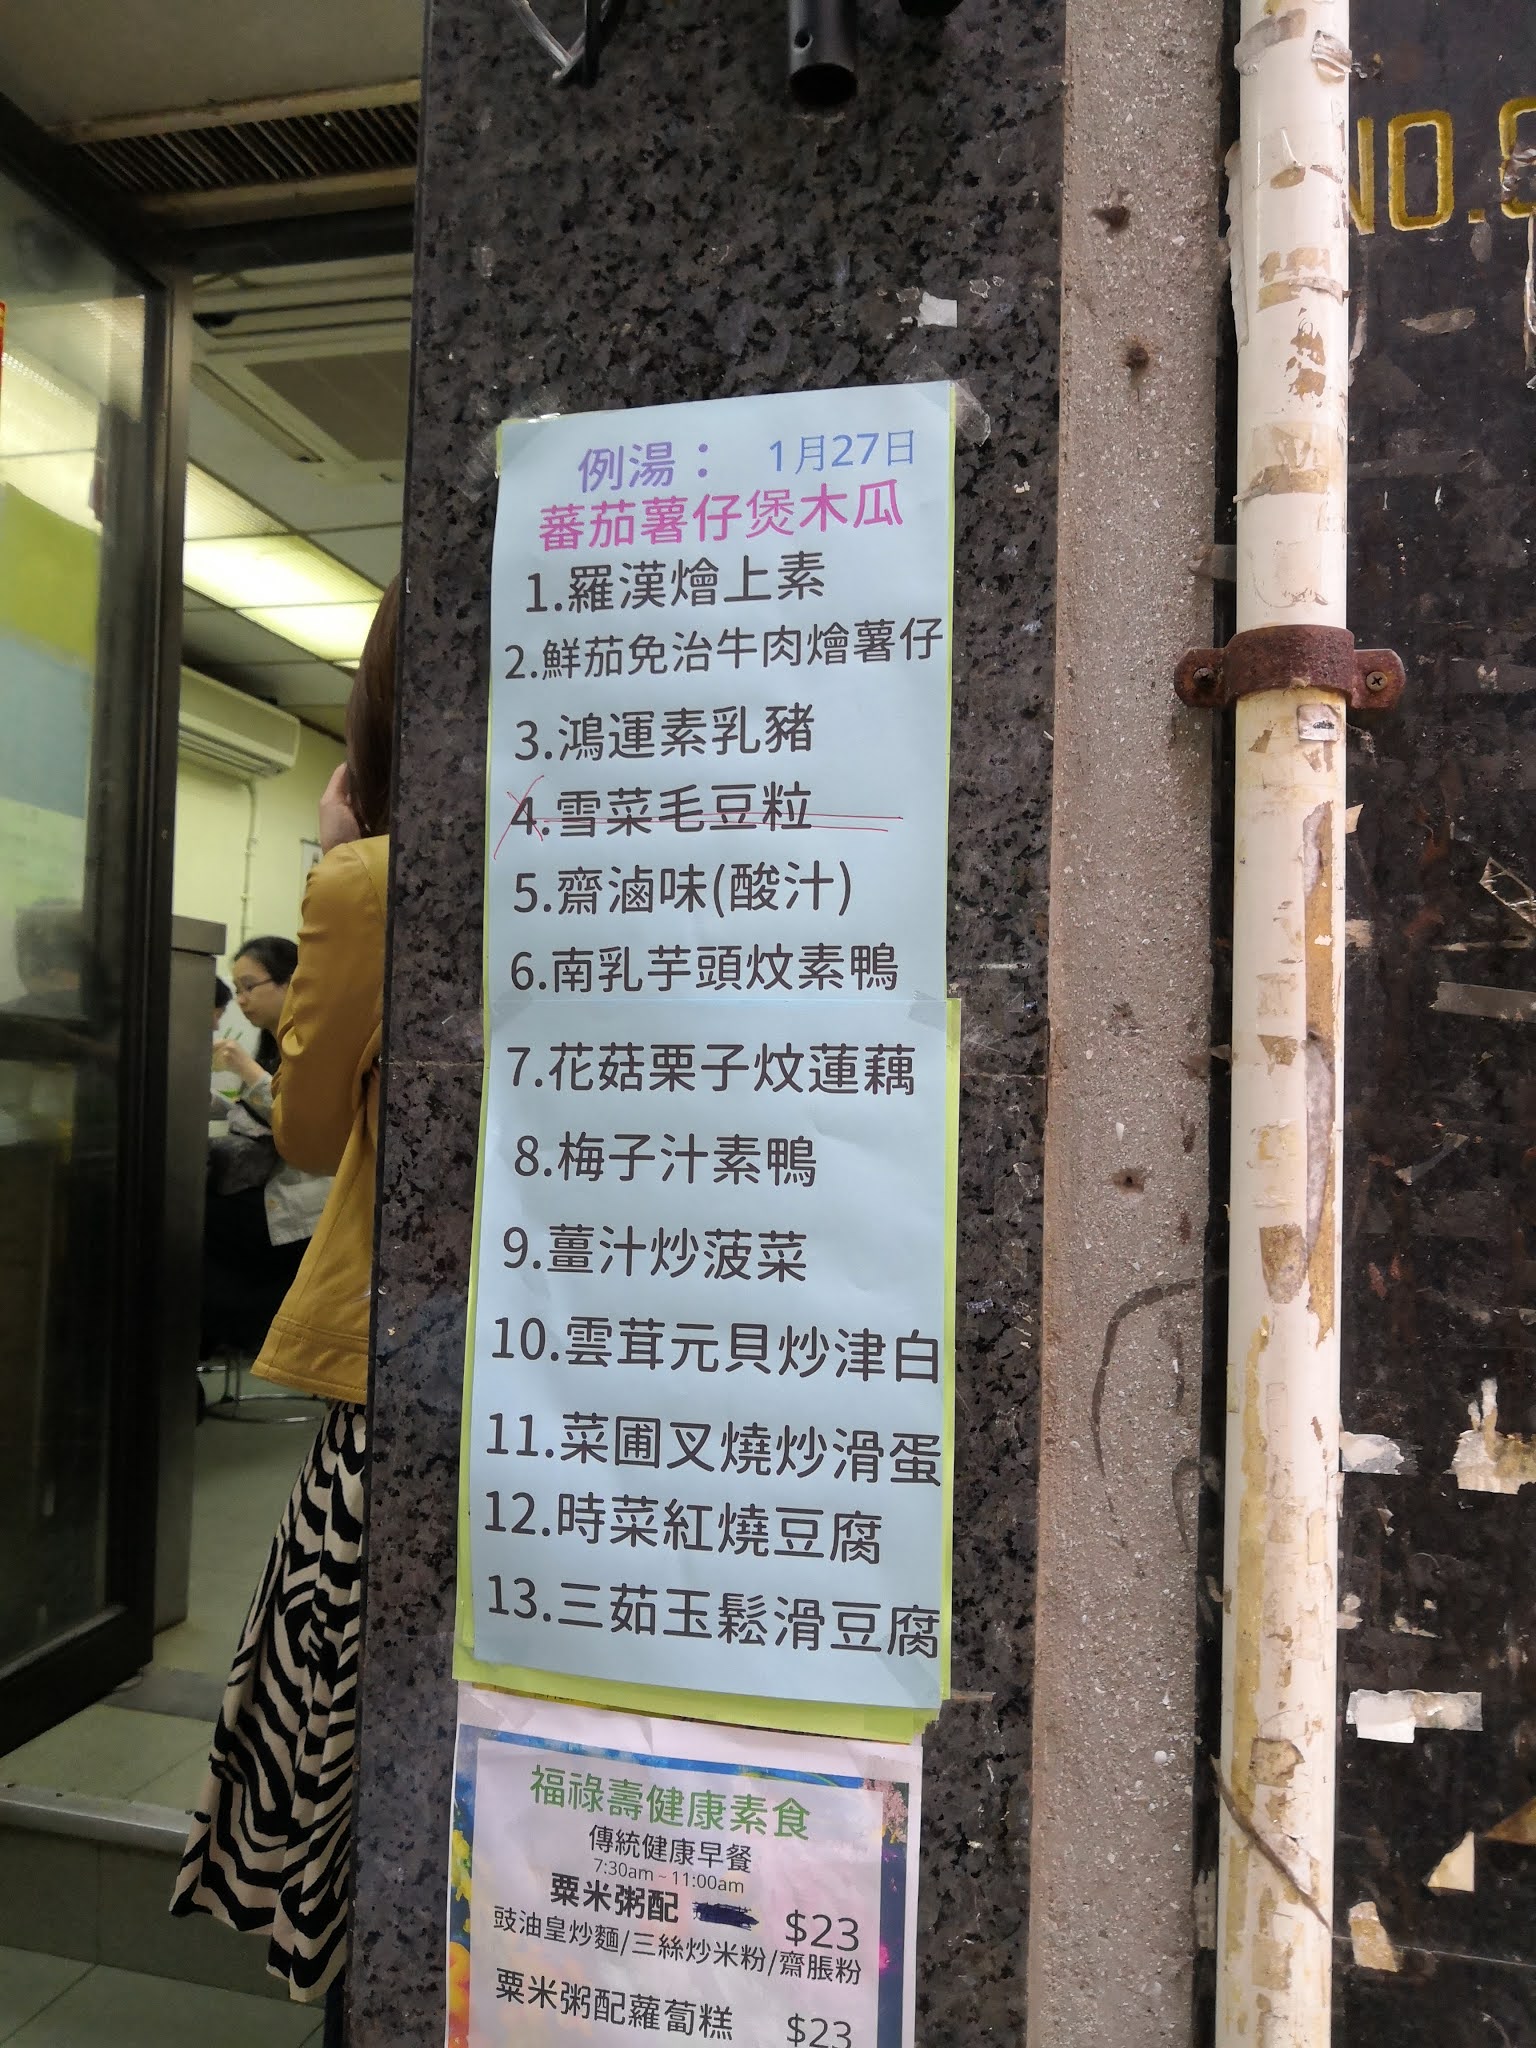 NO.
例湯： 1月27日
蕃茄薯仔煲木瓜
1.羅漢燴上素
2.鮮茄免治牛肉燴薯仔
3.鴻運素乳豬
4.雪菜毛豆粒
5.齋滷味(酸汁)
6.南乳芋頭炆素鴨
7.花菇栗子炆蓮藕
8.梅子汁素鴨
9.薑汁炒菠菜
10.雲茸元貝炒津白
11.菜圃叉燒炒滑蛋
12.時菜紅燒豆腐
13.三茹玉鬆滑豆腐
福祿壽健康素食
傳統健康早餐
7:30am - 11:00am
粟米粥配 $23
豉油皇炒麵/三絲炒米粉/齋腸粉
粟米粥配蘿蔔糕 $23